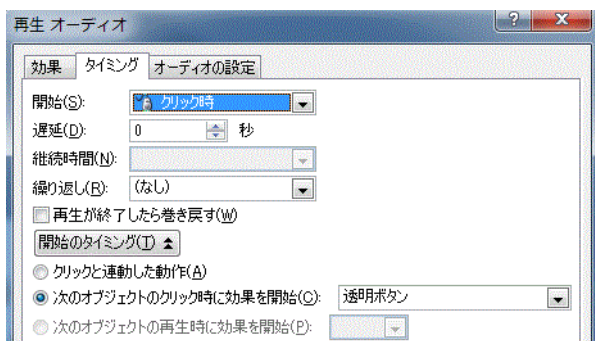 再生 オーディオ
効果 タイミング オーディオの設定
開始(S): クリック時
遅延(D): 0 秒
継続時間(N):
繰り返し(R): (なし)
再生が終了したら巻き戻す(W)
開始のタイミング(T)
クリックと連動した動作(A)
次のオブジェクトのクリック時に効果を開始(C): 透明ボタン
次のオブジェクトの再生時に効果を開始(P):